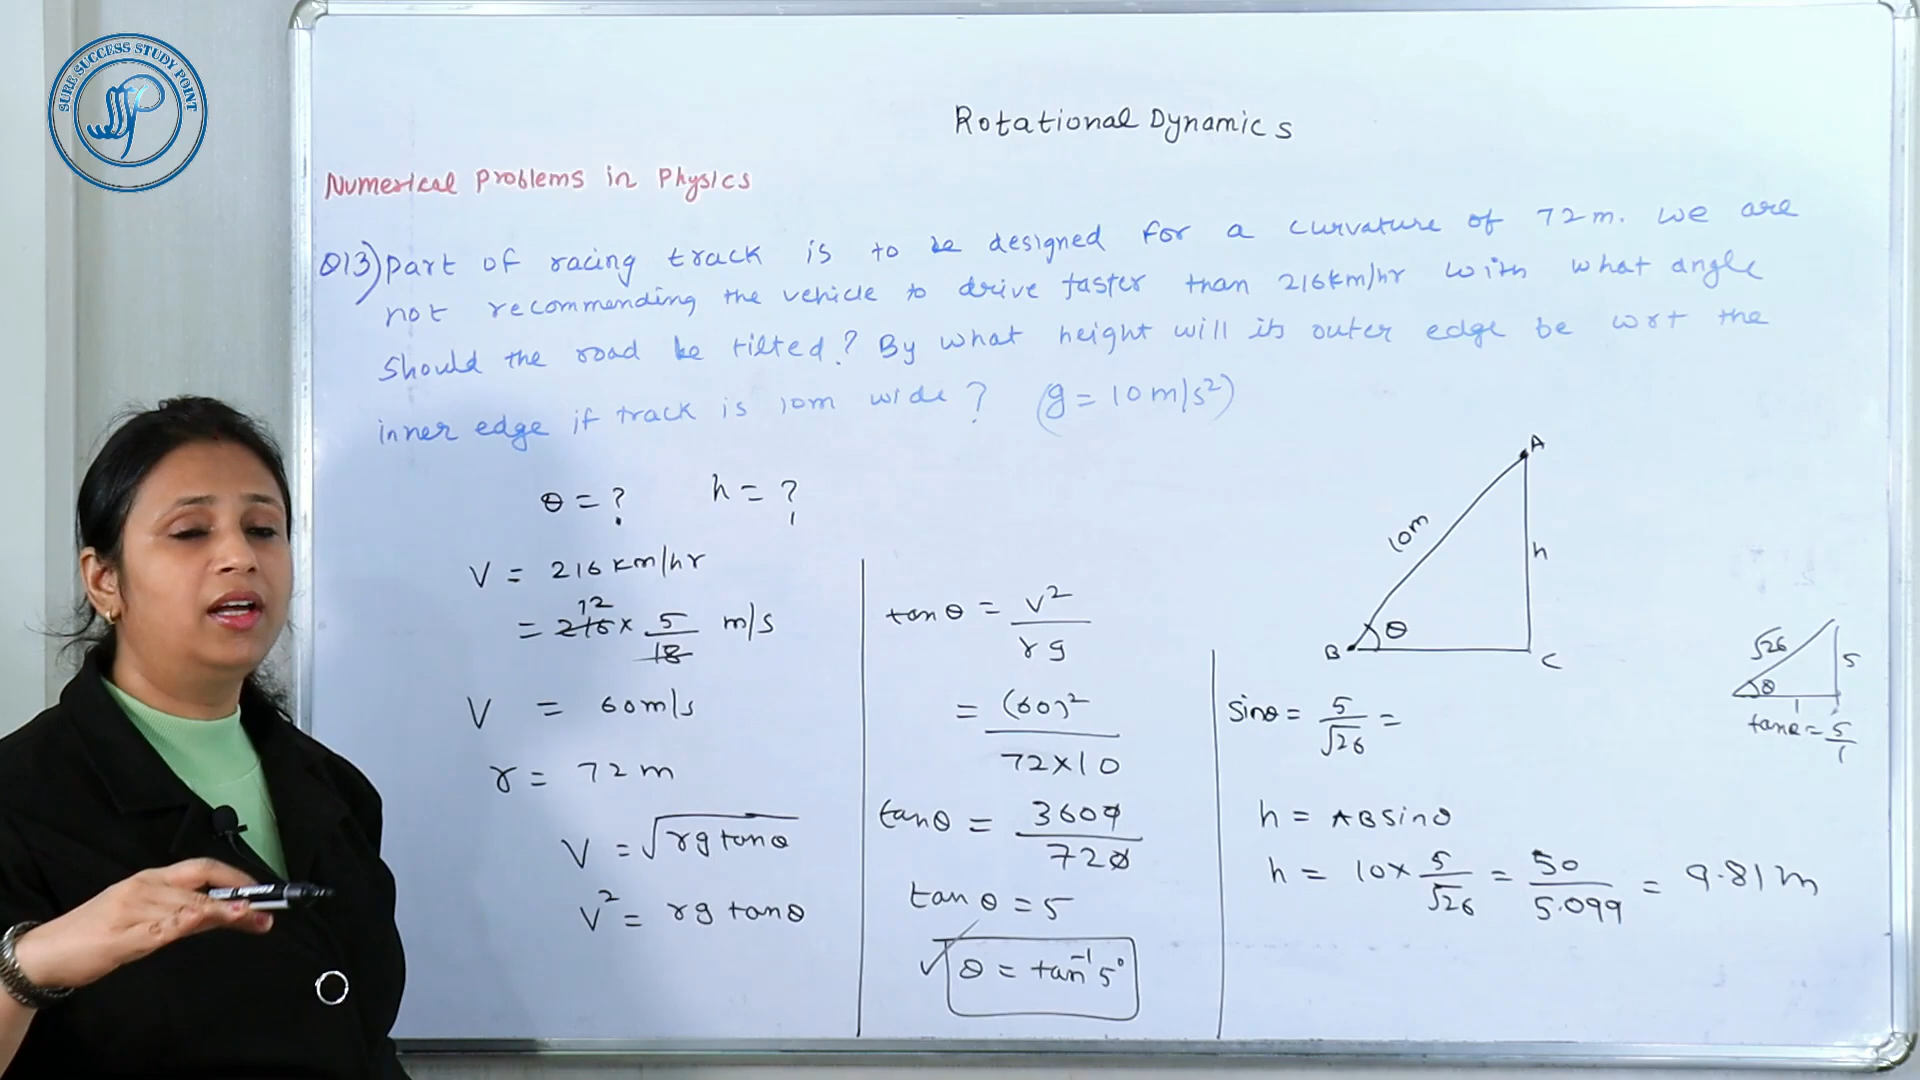 SURE SUCCESS STUDY POINT
Rotational Dynamics
Numerical Problems in Physics
Q13) Part of racing track is to be designed for a curvature of 72m. We are
not recommending the vehicle to drive faster than 216km/hr with what angle
should the road be tilted? By what height will its outer edge be wrt the
inner edge if track is 10m wide? (g = 10m/s²)
θ = ? h = ?
V = 216 km/hr
12
= 216 × 5/18 m/s
V = 60m/s
r = 72 m
V = √rg tanθ
V² = rg tanθ
tanθ = v²/rg
= (60)²/72×10
tanθ = 3600/720
tanθ = 5
θ = tan⁻¹5°
A
10m
h
B
θ
C
√26
5
θ
1
tanθ = 5/1
sinθ = 5/√26 =
h = AB sinθ
h = 10 × 5/√26 = 50/5.099 = 9.81m